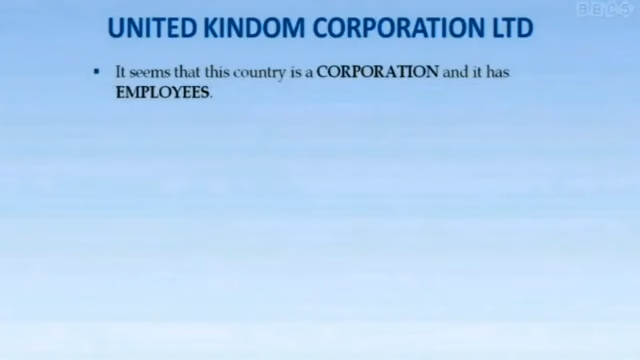 BBC
UNITED KINDOM CORPORATION LTD
▪ It seems that this country is a CORPORATION and it has
EMPLOYEES.